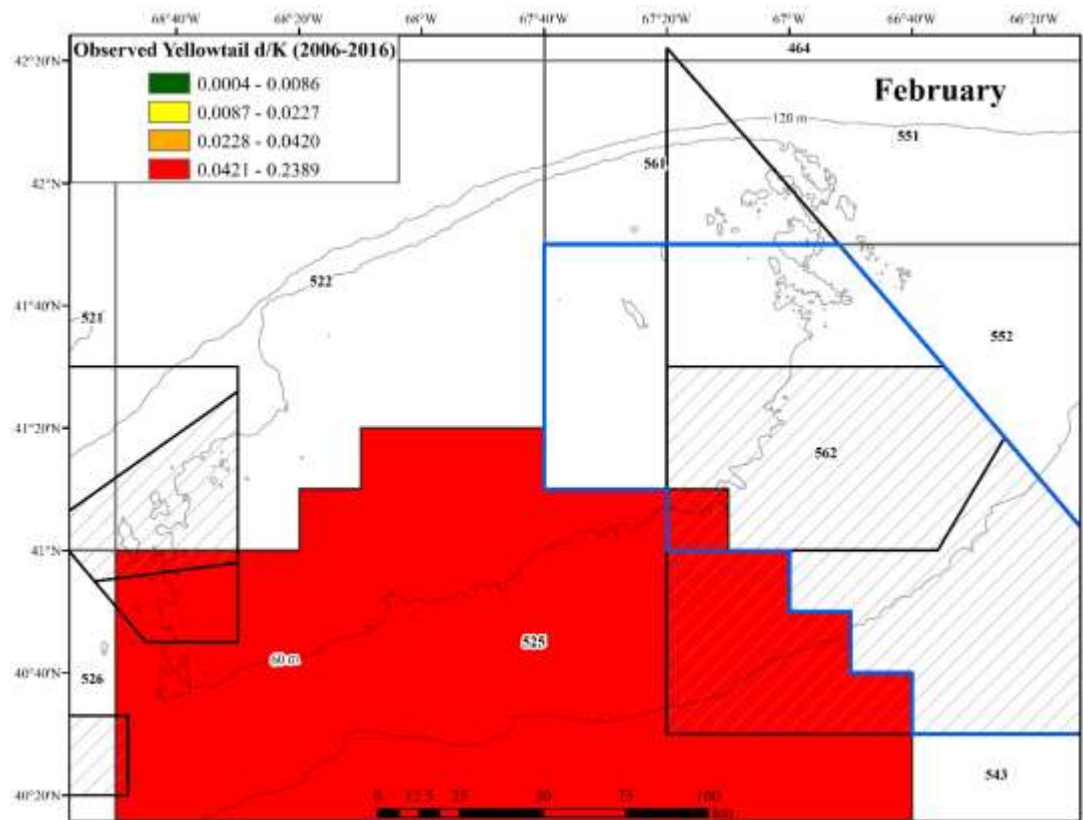 68°40'W 68°20'W 68°W 67°40'W 67°20'W 67°W 66°40'W 66°20'W
Observed Yellowtail d/K (2006-2016)
0.0004 - 0.0086
0.0087 - 0.0227
0.0228 - 0.0420
0.0421 - 0.2389
February
464
42°20'N
120 m
551
561
42°N
522
41°40'N
521
552
41°20'N
562
41°N
525
60 m
40°40'N
526
543
40°20'N
0 12.5 25 50 75 100
km